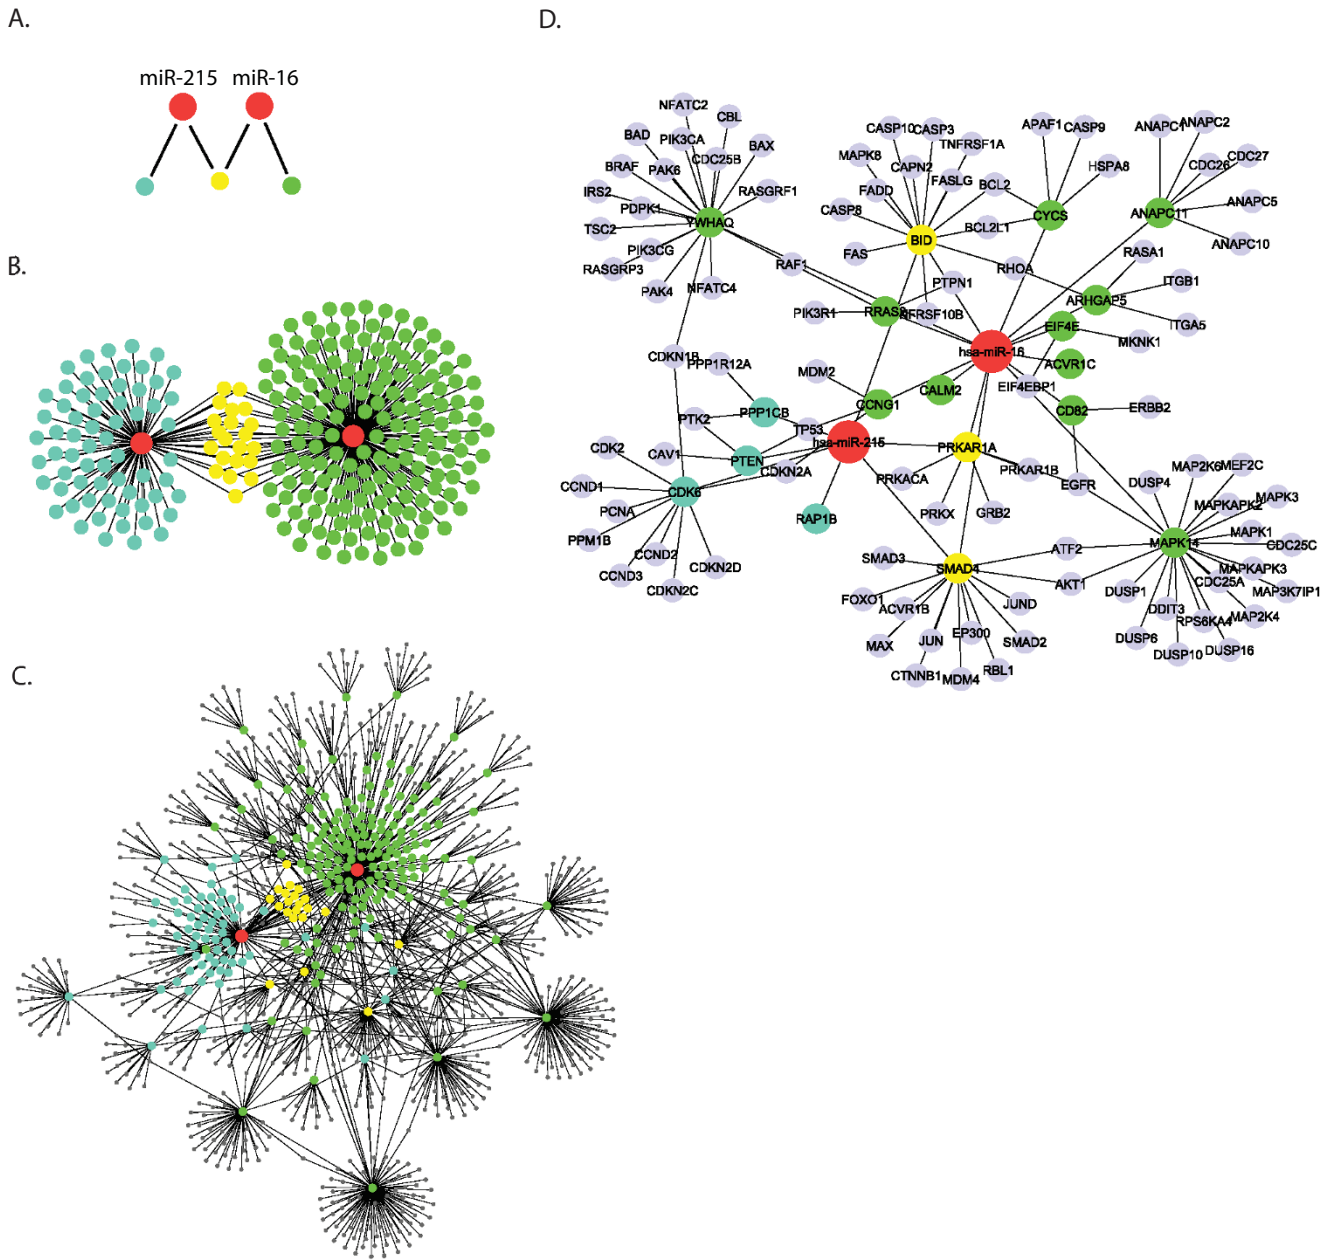 A.
D.
miR-215
miR-16
B.
C.
NFATC2
CBL
BAD
PIK3CA
BAX
BRAF
PAK6
CDC25B
IRS2
RASGRF1
PDPK1
YWHAQ
TSC2
PIK3CG
RASGRP3
PAK4
NFATC4
RAF1
CASP10
CASP3
TNFRSF1A
MAPK8
CAPN2
FADD
FASLG
BCL2
CASP8
BID
BCL2L1
FAS
APAF1
CASP9
HSPA8
CYCS
RHOA
PTPN1
ANAPC1
ANAPC2
CDC26
CDC27
ANAPC11
ANAPC5
ANAPC10
RASA1
ITGB1
ARHGAP5
ITGA5
PIK3R1
RRAS2
NFRSF10B
EIF4E
MKNK1
hsa-miR-16
ACVR1C
EIF4EBP1
CDKN1B
PPP1R12A
MDM2
CALM2
CCNG1
CD82
ERBB2
PPP1CB
PTK2
TP53
hsa-miR-215
PRKAR1A
CDK2
CAV1
PTEN
CDKN2A
PRKAR1B
PRKACA
EGFR
CCND1
CDK6
PCNA
RAP1B
PRKX
GRB2
PPM1B
CCND2
CCND3
CDKN2D
CDKN2C
MAP2K6
MEF2C
DUSP4
MAPKAPK2
MAPK3
MAPK1
MAPK14
CDC25C
ATF2
SMAD3
SMAD4
MAPKAPK3
AKT1
CDC25A
MAP3K7IP1
DUSP1
FOXO1
ACVR1B
JUND
DDIT3
RPS6KA4
MAP2K4
MAX
JUN
EP300
SMAD2
DUSP6
DUSP10
DUSP16
CTNNB1
MDM4
RBL1